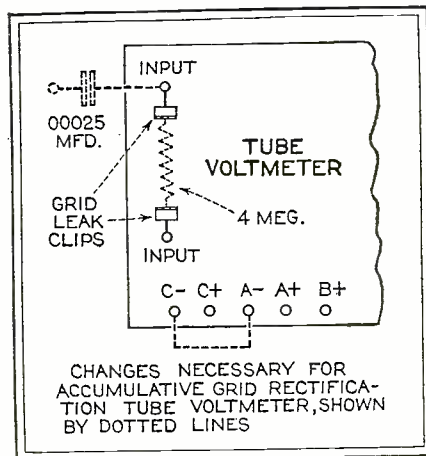 INPUT
00025
MFD.
TUBE
VOLTMETER
GRID
LEAK
CLIPS
4 MEG.
INPUT
C- C+ A- A+ B+
CHANGES NECESSARY FOR
ACCUMULATIVE GRID RECTIFICA-
TION TUBE VOLTMETER, SHOWN
BY DOTTED LINES